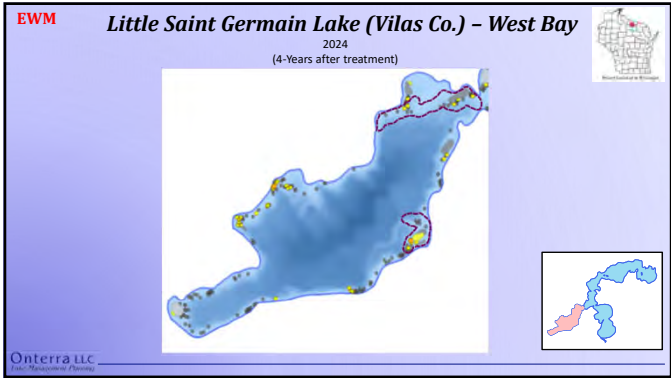 EWM
Little Saint Germain Lake (Vilas Co.) – West Bay
2024
(4-Years after treatment)
Onterra LLC
Lake Management Planning